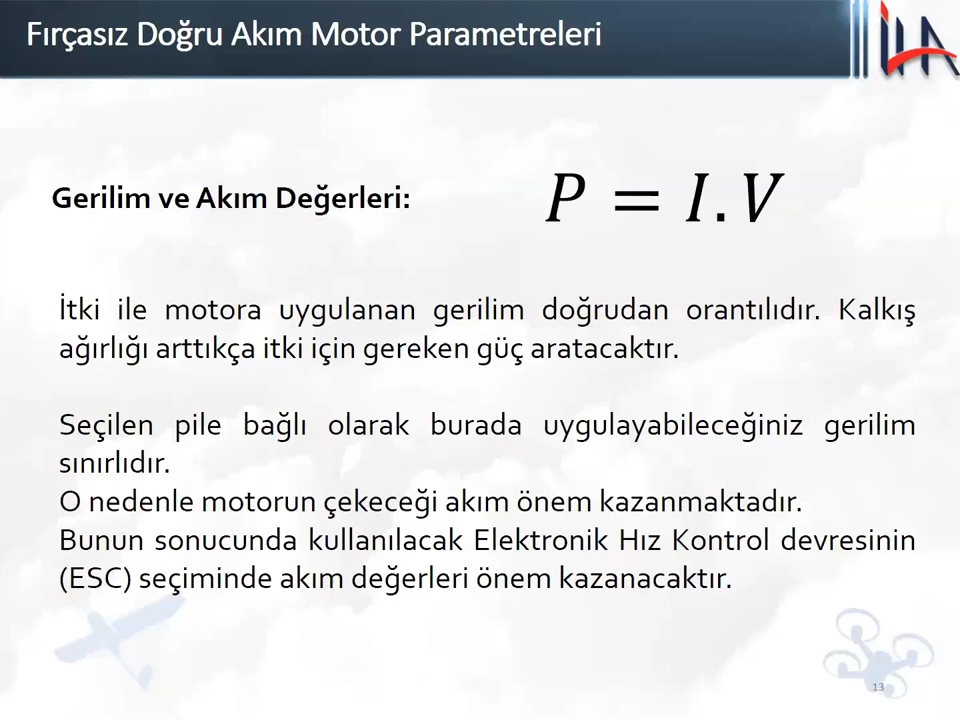 Fırçasız Doğru Akım Motor Parametreleri
İHA
Gerilim ve Akım Değerleri:
P = I.V
İtki ile motora uygulanan gerilim doğrudan orantılıdır. Kalkış
ağırlığı arttıkça itki için gereken güç aratacaktır.
Seçilen pile bağlı olarak burada uygulayabileceğiniz gerilim
sınırlıdır.
O nedenle motorun çekeceği akım önem kazanmaktadır.
Bunun sonucunda kullanılacak Elektronik Hız Kontrol devresinin
(ESC) seçiminde akım değerleri önem kazanacaktır.
13